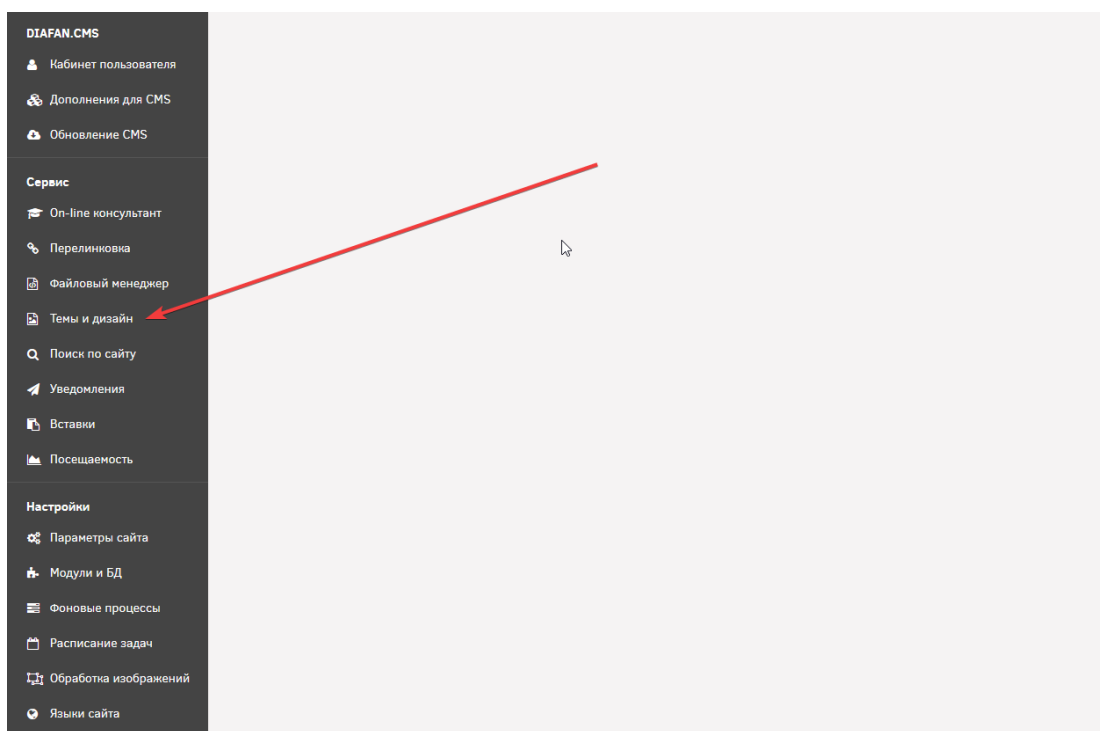 DIAFAN.CMS
Кабинет пользователя
Дополнения для CMS
Обновление CMS
Сервис
On-line консультант
Перелинковка
Файловый менеджер
Темы и дизайн
Поиск по сайту
Уведомления
Вставки
Посещаемость
Настройки
Параметры сайта
Модули и БД
Фоновые процессы
Расписание задач
Обработка изображений
Языки сайта